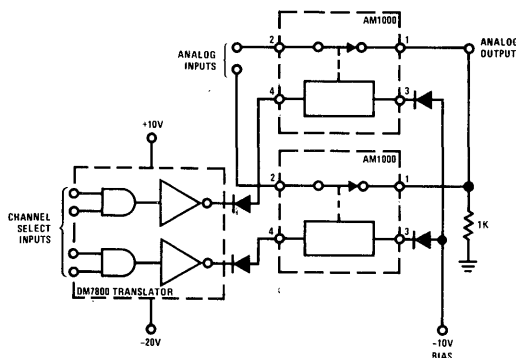 AM1000
2
1
ANALOG
INPUTS
ANALOG
OUTPUT
4
3
+10V
AM1000
2
1
CHANNEL
SELECT
INPUTS
4
3
1K
DM7800 TRANSLATOR
-20V
-10V
BIAS